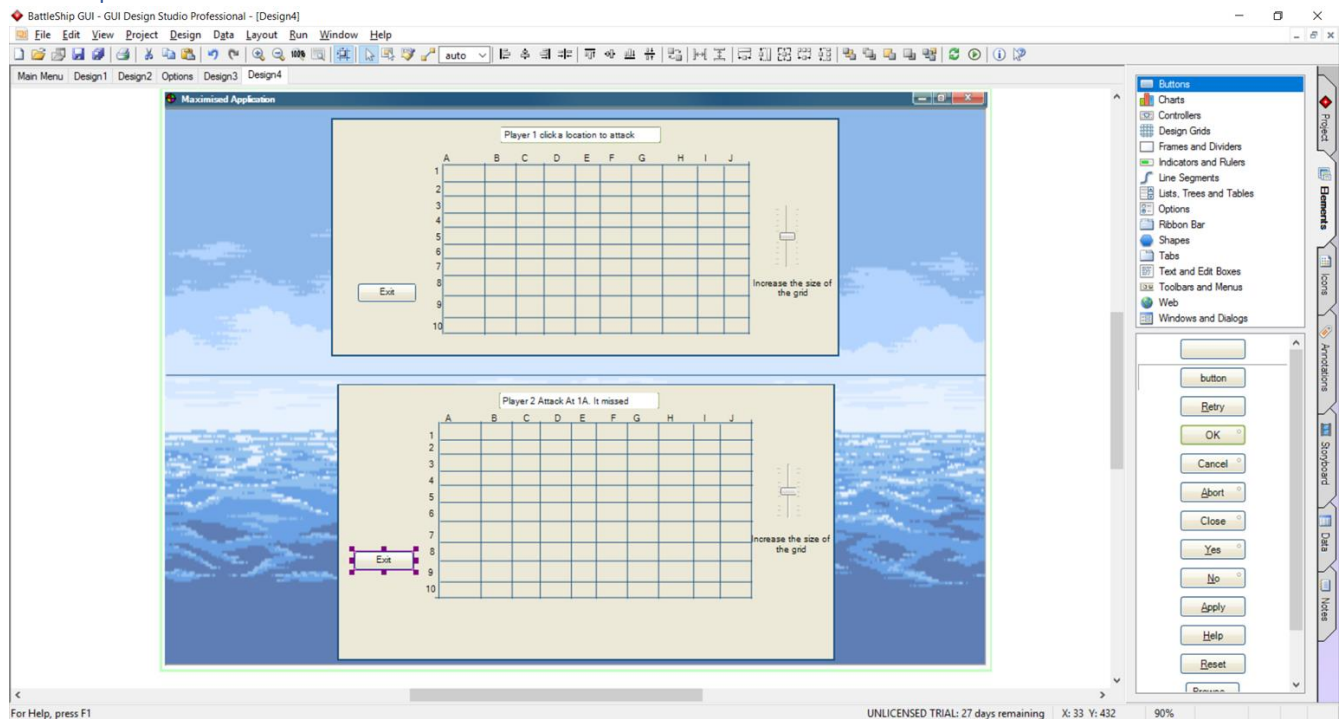 BattleShip GUI - GUI Design Studio Professional - [Design4]
File Edit View Project Design Data Layout Run Window Help
auto
Main Menu Design1 Design2 Options Design3 Design4
Maximised Application
Player 1 click a location to attack
A B C D E F G H I J
1
2
3
4
5
6
7
8
9
10
Exit
Increase the size of
the grid
Player 2 Attack At 1A. It missed
A B C D E F G H I J
1
2
3
4
5
6
7
8
9
10
Exit
Increase the size of
the grid
Buttons
Charts
Controllers
Design Grids
Frames and Dividers
Indicators and Rulers
Line Segments
Lists, Trees and Tables
Options
Ribbon Bar
Shapes
Tabs
Text and Edit Boxes
Toolbars and Menus
Web
Windows and Dialogs
button
Retry
OK
Cancel
Abort
Close
Yes
No
Apply
Help
Reset
Project
Elements
Icons
Annotations
Storyboard
Data
Notes
For Help, press F1
UNLICENSED TRIAL: 27 days remaining X: 33 Y: 432 90%